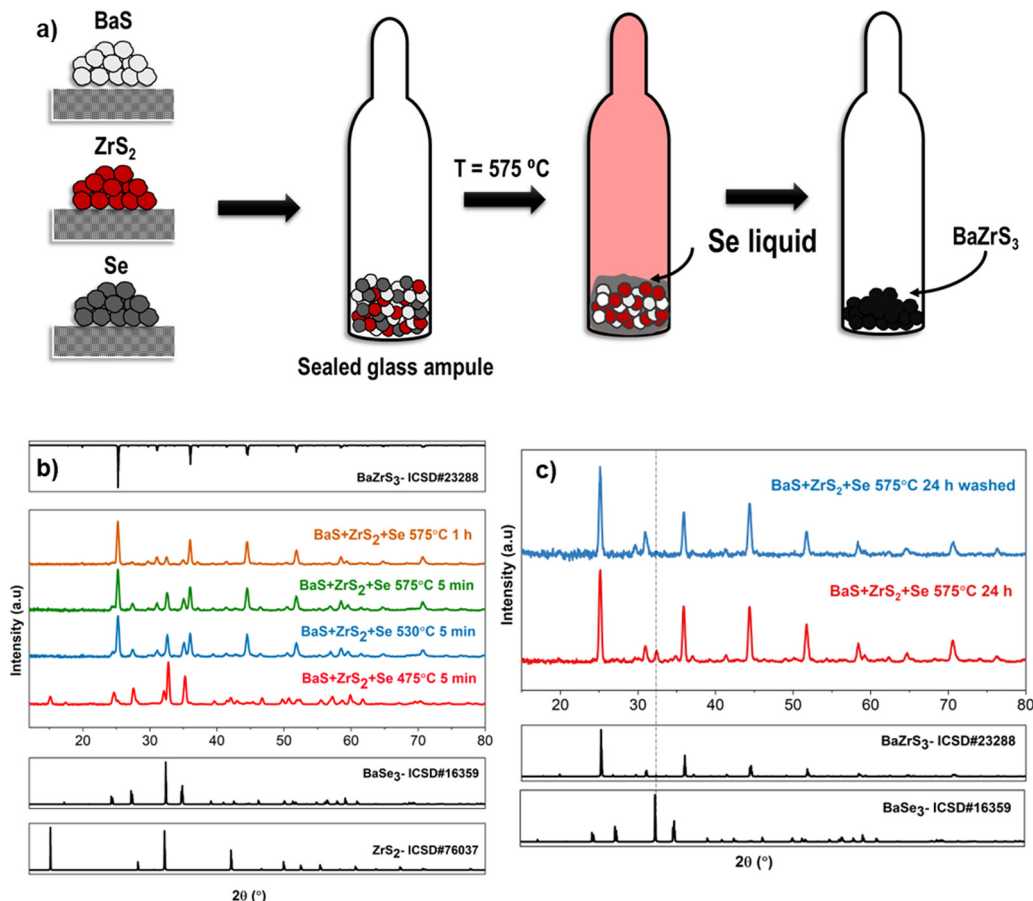 a)
BaS
ZrS₂
Se
Sealed glass ampule
T = 575 ºC
Se liquid
BaZrS₃
b)
BaZrS₃- ICSD#23288
Intensity (a.u)
BaS+ZrS₂+Se 575°C 1 h
BaS+ZrS₂+Se 575°C 5 min
BaS+ZrS₂+Se 530°C 5 min
BaS+ZrS₂+Se 475°C 5 min
20 30 40 50 60 70 80
BaSe₃- ICSD#16359
ZrS₂- ICSD#76037
2θ (°)
c)
Intensity (a.u)
BaS+ZrS₂+Se 575°C 24 h washed
BaS+ZrS₂+Se 575°C 24 h
20 30 40 50 60 70 80
BaZrS₃- ICSD#23288
BaSe₃- ICSD#16359
2θ (°)